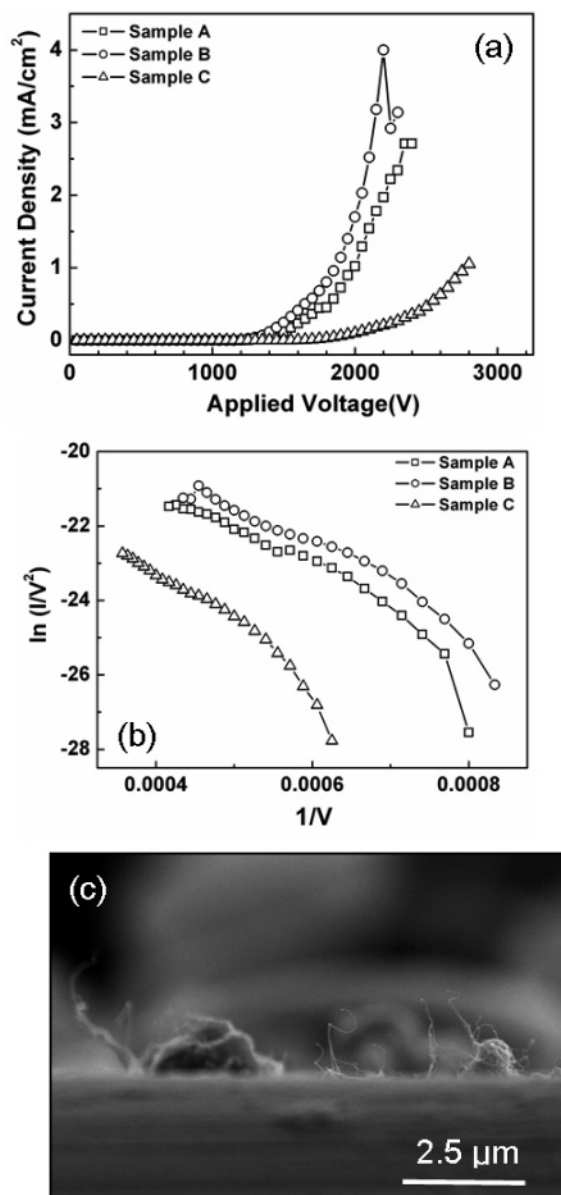 (a)
Sample A
Sample B
Sample C
4
3
2
1
0
Current Density (mA/cm²)
0 1000 2000 3000
Applied Voltage(V)
-20
-22
-24
-26
-28
ln (I/V²)
Sample A
Sample B
Sample C
(b)
0.0004 0.0006 0.0008
1/V
(c)
2.5 µm